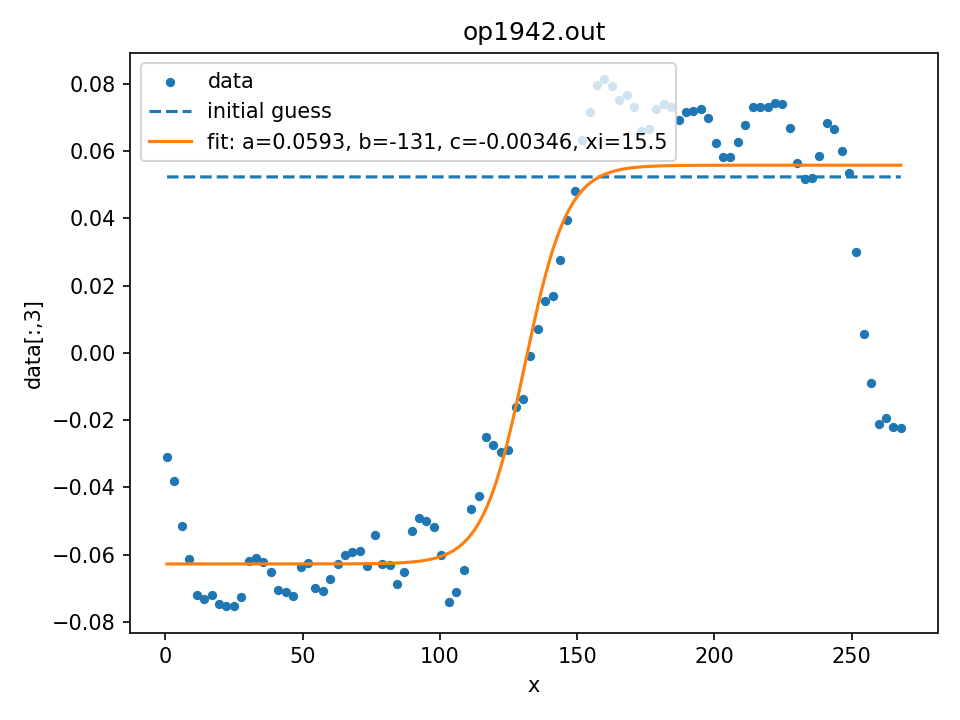 op1942.out
data
initial guess
fit: a=0.0593, b=-131, c=-0.00346, xi=15.5
0.08
0.06
0.04
0.02
0.00
−0.02
−0.04
−0.06
−0.08
data[:,3]
0 50 100 150 200 250
x